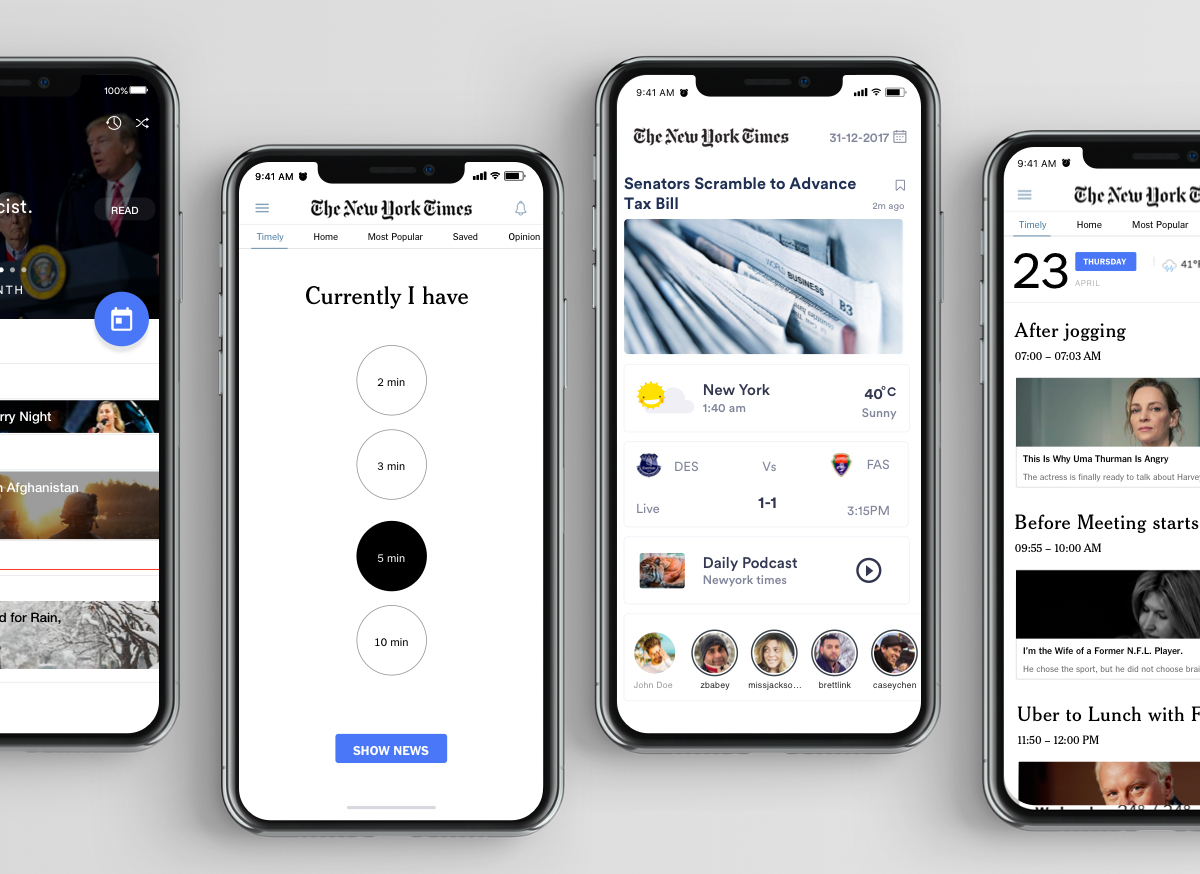 100%
cist.
READ
NTH
rry Night
n Afghanistan
d for Rain,
9:41 AM
The New York Times
Timely Home Most Popular Saved Opinion
Currently I have
2 min
3 min
5 min
10 min
SHOW NEWS
9:41 AM
The New York Times 31-12-2017
Senators Scramble to Advance
Tax Bill
2m ago
WORLD BUSINESS
B3
New York 40°C
1:40 am Sunny
DES Vs FAS
Live 1-1 3:15PM
Daily Podcast
Newyork times
John Doe zbabey missjackso... brettlink caseychen
9:41 AM
The New York T
Timely Home Most Popular
23 THURSDAY 41°F
APRIL
After jogging
07:00 – 07:03 AM
This Is Why Uma Thurman Is Angry
The actress is finally ready to talk about Harve
Before Meeting starts
09:55 – 10:00 AM
I'm the Wife of a Former N.F.L. Player.
He chose the sport, but he did not choose brai
Uber to Lunch with F
11:50 – 12:00 PM